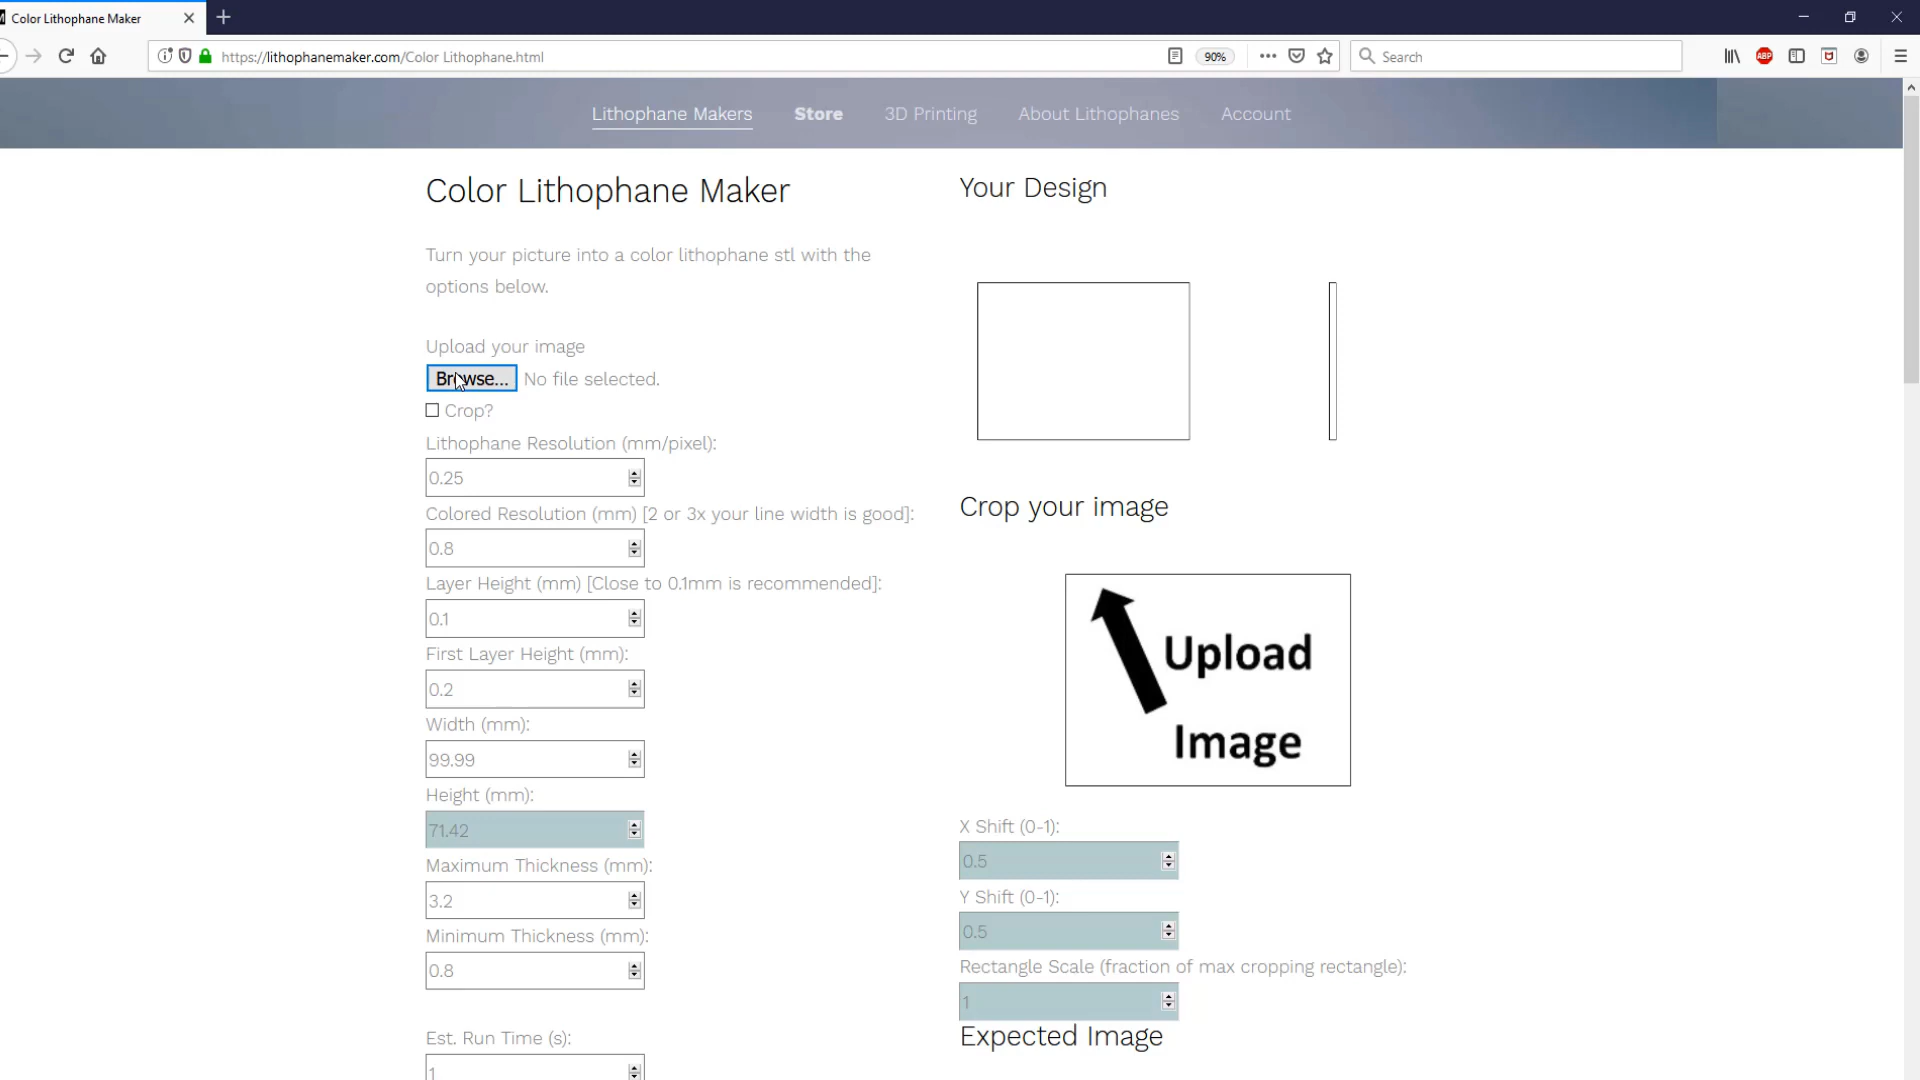 Color Lithophane Maker
https://lithophanemaker.com/Color Lithophane.html
90%
Search
ABP
Lithophane Makers
Store
3D Printing
About Lithophanes
Account
Color Lithophane Maker
Turn your picture into a color lithophane stl with the
options below.
Upload your image
Browse... No file selected.
Crop?
Lithophane Resolution (mm/pixel):
0.25
Colored Resolution (mm) [2 or 3x your line width is good]:
0.8
Layer Height (mm) [Close to 0.1mm is recommended]:
0.1
First Layer Height (mm):
0.2
Width (mm):
99.99
Height (mm):
71.42
Maximum Thickness (mm):
3.2
Minimum Thickness (mm):
0.8
Est. Run Time (s):
1
Your Design
Crop your image
Upload
Image
X Shift (0-1):
0.5
Y Shift (0-1):
0.5
Rectangle Scale (fraction of max cropping rectangle):
1
Expected Image